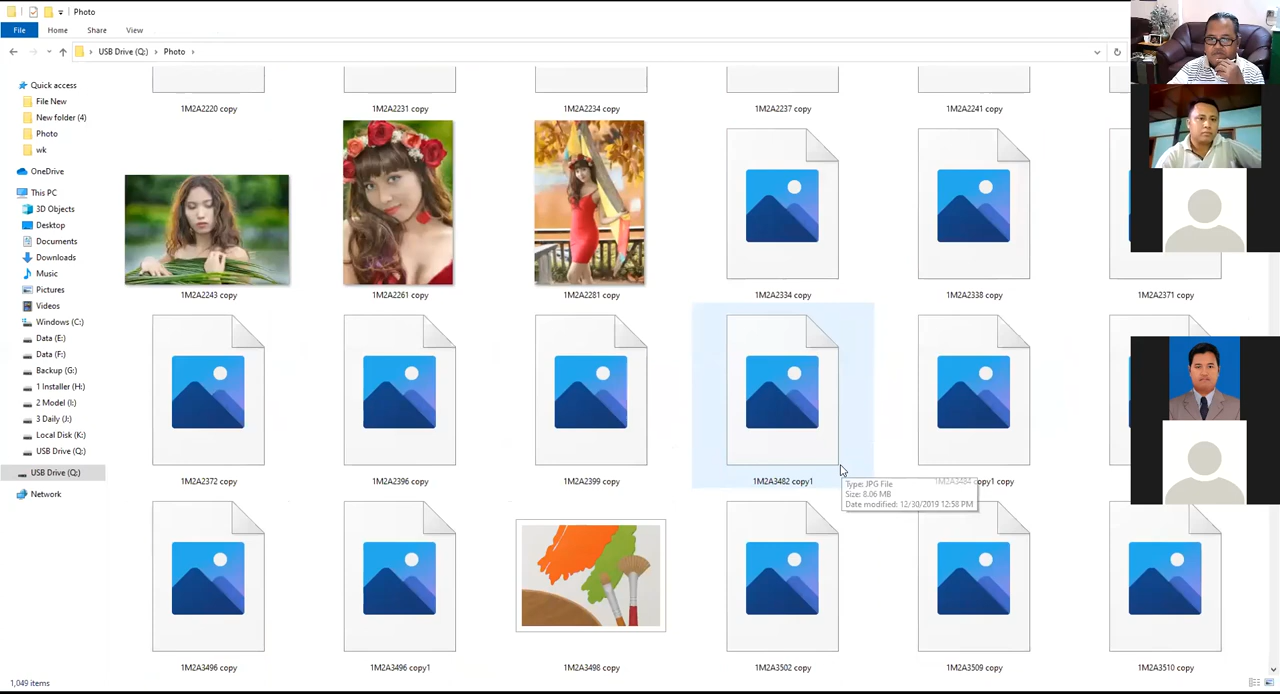 Photo
File
Home
Share
View
USB Drive (Q:)
Photo
Quick access
File New
New folder (4)
Photo
wk
OneDrive
This PC
3D Objects
Desktop
Documents
Downloads
Music
Pictures
Videos
Windows (C:)
Data (E:)
Data (F:)
Backup (G:)
1 Installer (H:)
2 Model (I:)
3 Daily (J:)
Local Disk (K:)
USB Drive (Q:)
USB Drive (Q:)
Network
1M2A2220 copy
1M2A2231 copy
1M2A2234 copy
1M2A2237 copy
1M2A2241 copy
1M2A2243 copy
1M2A2261 copy
1M2A2281 copy
1M2A2334 copy
1M2A2338 copy
1M2A2371 copy
1M2A2372 copy
1M2A2396 copy
1M2A2399 copy
1M2A3482 copy1
1M2A3484 copy1 copy
Type: JPG File
Size: 8.06 MB
Date modified: 12/30/2019 12:58 PM
1M2A3496 copy
1M2A3496 copy1
1M2A3498 copy
1M2A3502 copy
1M2A3509 copy
1M2A3510 copy
1,049 items